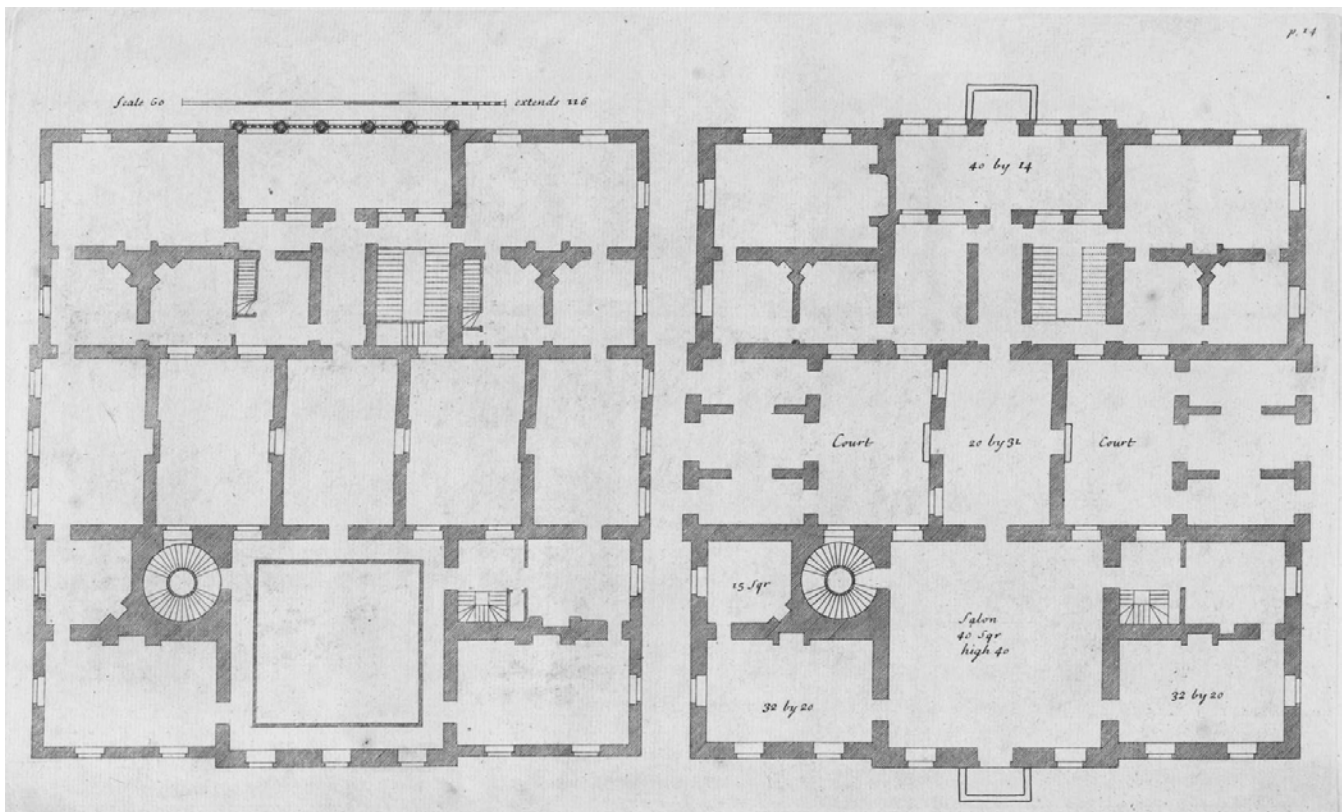 p. 14
Scale 60 extends 116
40 by 14
Court
20 by 32
Court
15 Sqr
Salon
40 Sqr
high 40
32 by 20
32 by 20